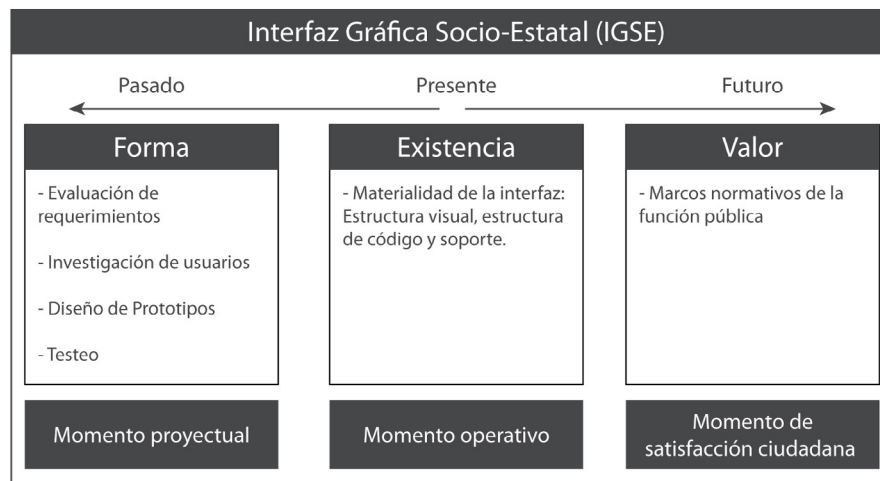 Interfaz Gráfica Socio-Estatal (IGSE)
Pasado
Presente
Futuro
Forma
- Evaluación de
requerimientos
- Investigación de usuarios
- Diseño de Prototipos
- Testeo
Momento proyectual
Existencia
- Materialidad de la interfaz:
Estructura visual, estructura
de código y soporte.
Momento operativo
Valor
- Marcos normativos de la
función pública
Momento de
satisfacción ciudadana